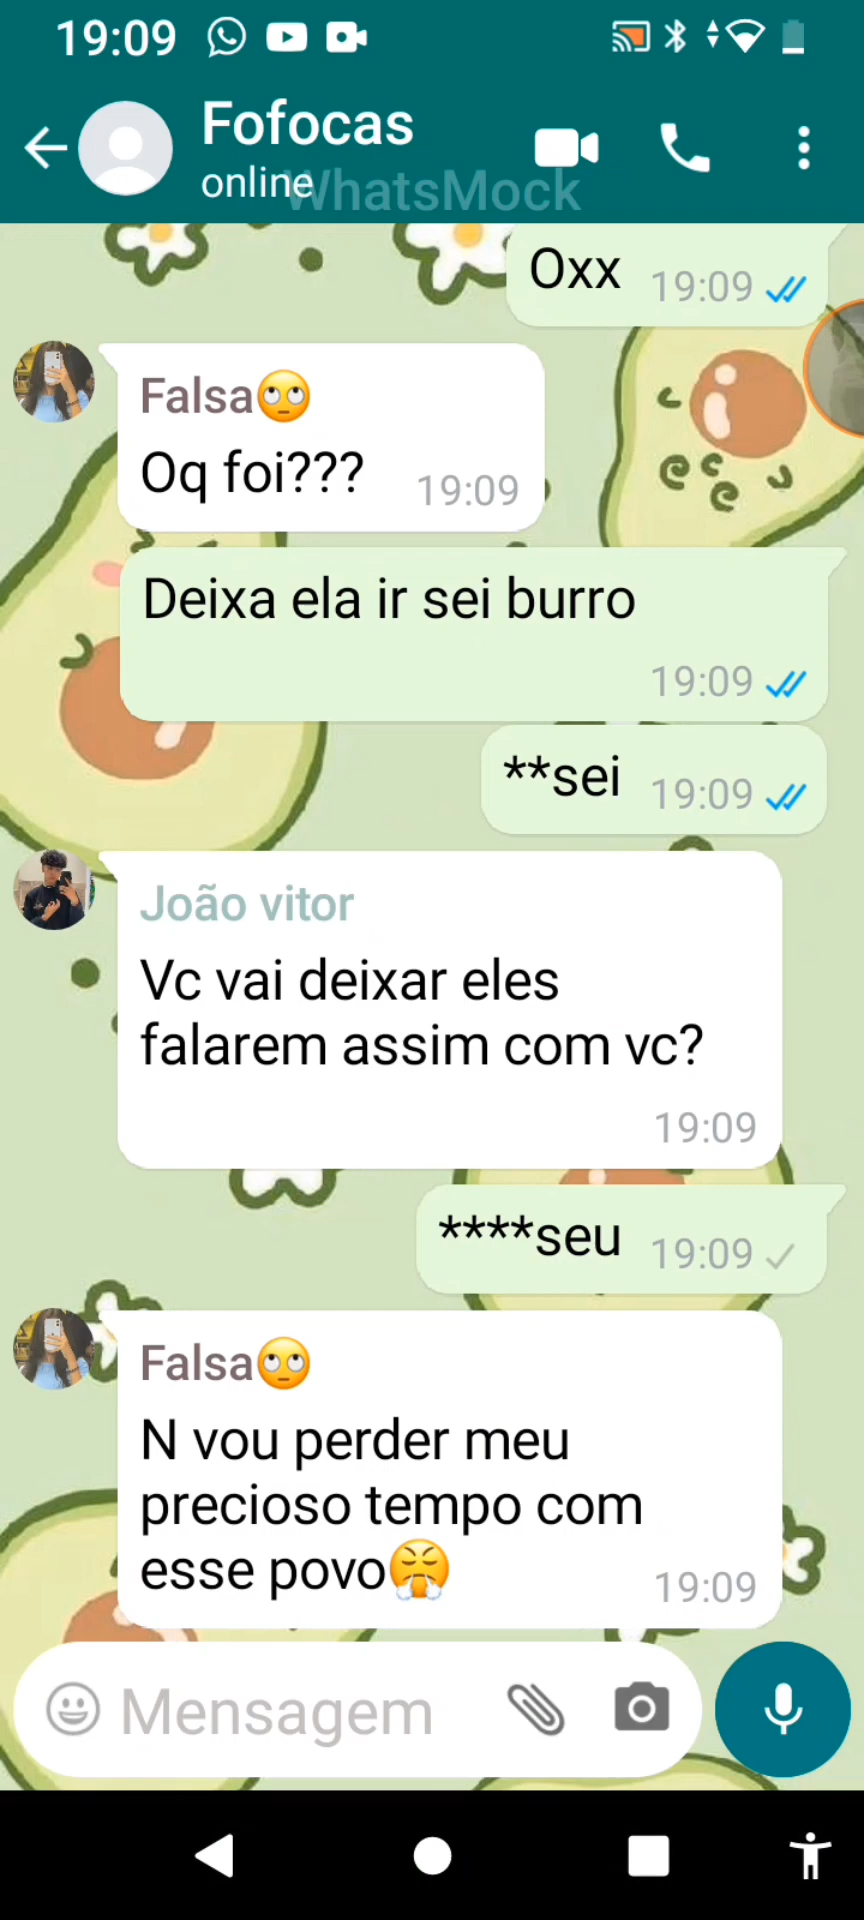 19:09
Fofocas
online
WhatsMock
Oxx 19:09
Falsa🙄
Oq foi??? 19:09
Deixa ela ir sei burro
19:09
**sei 19:09
João vitor
Vc vai deixar eles
falarem assim com vc?
19:09
****seu 19:09
Falsa🙄
N vou perder meu
precioso tempo com
esse povo😤 19:09
Mensagem